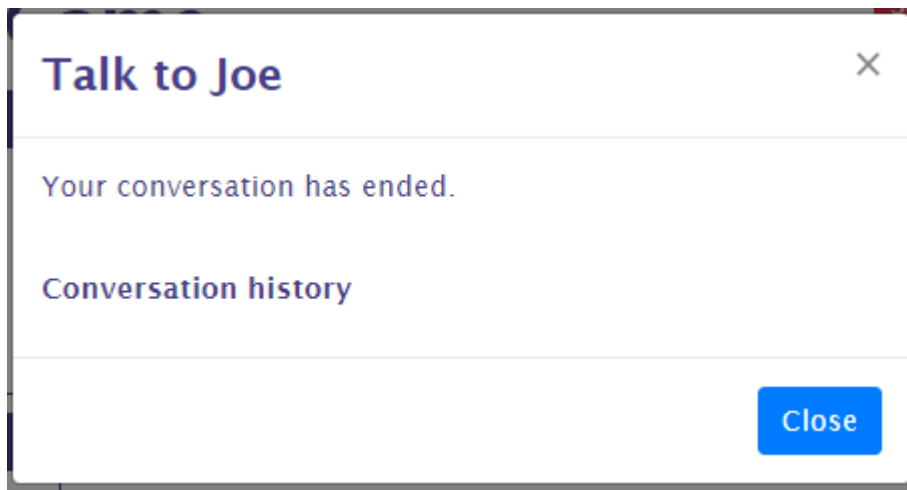 Talk to Joe
×
Your conversation has ended.
Conversation history
Close